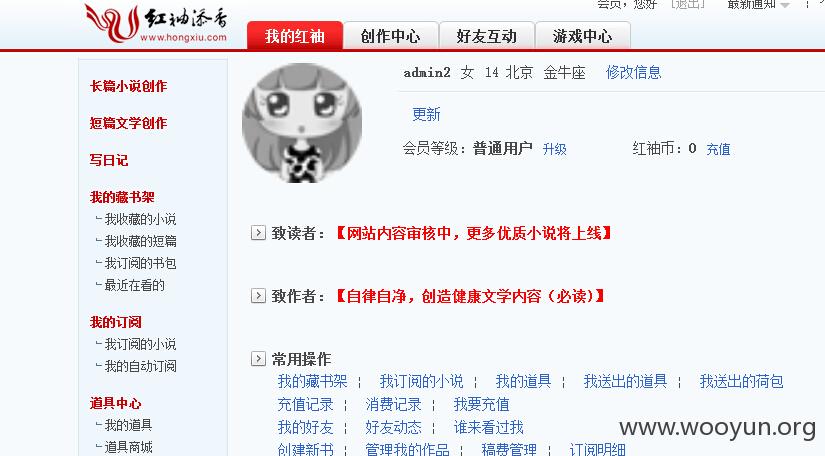 会员，您好 [退出] 最新通知
红袖添香
www.hongxiu.com
我的红袖 创作中心 好友互动 游戏中心
长篇小说创作
短篇文学创作
写日记
我的藏书架
我收藏的小说
我收藏的短篇
我订阅的书包
最近在看的
我的订阅
我订阅的小说
我的自动订阅
道具中心
我的道具
道具商城
admin2 女 14 北京 金牛座 修改信息
更新
会员等级：普通用户 升级 红袖币：0 充值
致读者：【网站内容审核中，更多优质小说将上线】
致作者：【自律自净，创造健康文学内容（必读）】
常用操作
我的藏书架 ¦ 我订阅的小说 ¦ 我的道具 ¦ 我送出的道具 ¦ 我送出的荷包
充值记录 ¦ 消费记录 ¦ 我要充值
我的好友 ¦ 好友动态 ¦ 谁来看过我
创建新书 ¦ 管理我的作品 ¦ 稿费管理 ¦ 订阅明细
www.wooyun.org